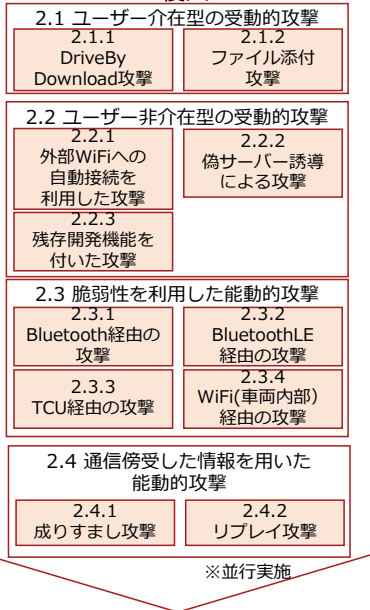 2.1 ユーザー介在型の受動的攻撃
2.1.1
DriveBy
Download攻撃
2.1.2
ファイル添付
攻撃
2.2 ユーザー非介在型の受動的攻撃
2.2.1
外部WiFiへの
自動接続を
利用した攻撃
2.2.2
偽サーバー誘導
による攻撃
2.2.3
残存開発機能を
付いた攻撃
2.3 脆弱性を利用した能動的攻撃
2.3.1
Bluetooth経由の
攻撃
2.3.2
BluetoothLE
経由の攻撃
2.3.3
TCU経由の攻撃
2.3.4
WiFi(車両内部）
経由の攻撃
2.4 通信傍受した情報を用いた
能動的攻撃
2.4.1
成りすまし攻撃
2.4.2
リプレイ攻撃
※並行実施